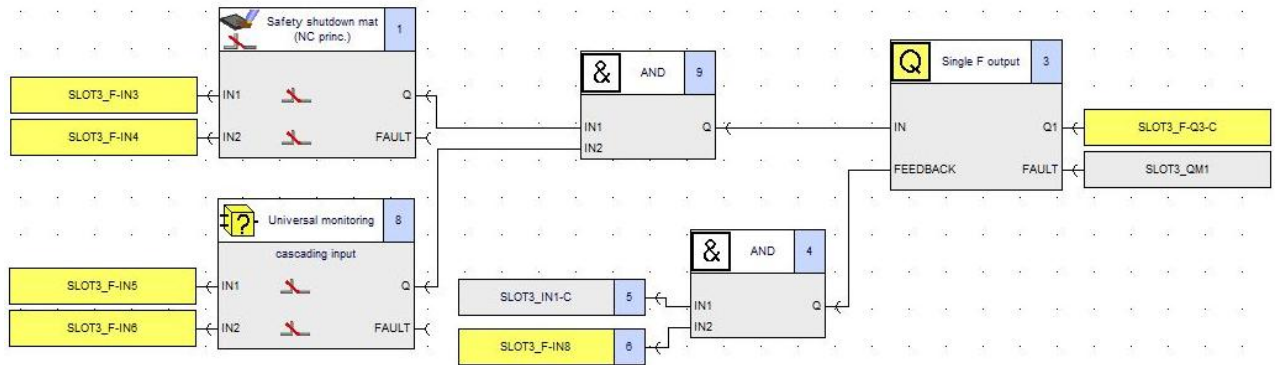 Safety shutdown mat
(NC princ.)
1
SLOT3_F-IN3
IN1
Q
SLOT3_F-IN4
IN2
FAULT
& AND 9
IN1
Q
IN2
Q Single F output 3
IN
Q1
SLOT3_F-Q3-C
FEEDBACK
FAULT
SLOT3_QM1
? Universal monitoring 8
cascading input
SLOT3_F-IN5
IN1
Q
SLOT3_F-IN6
IN2
FAULT
& AND 4
SLOT3_IN1-C 5
IN1
Q
IN2
SLOT3_F-IN8 6